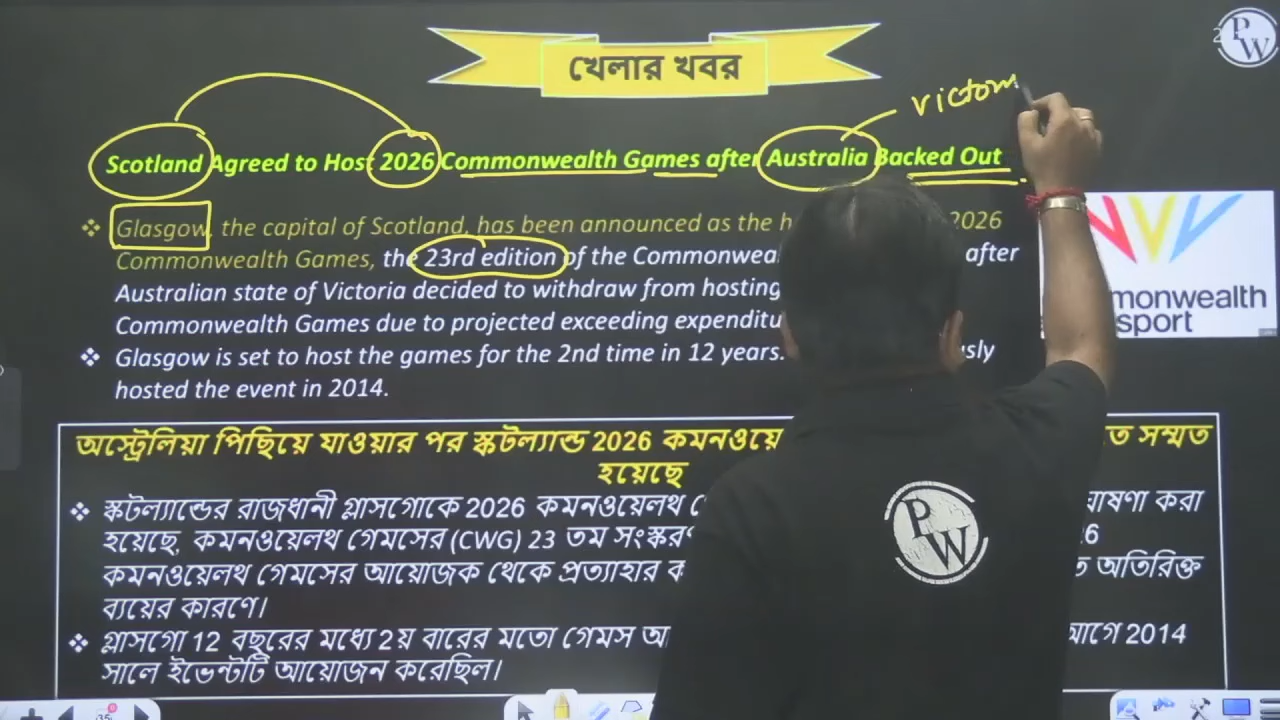 খেলার খবর
PW
victom
Scotland Agreed to Host 2026 Commonwealth Games after Australia Backed Out
Glasgow, the capital of Scotland, has been announced as the h 2026
Commonwealth Games, the 23rd edition of the Commonwea after
Australian state of Victoria decided to withdraw from hosting
Commonwealth Games due to projected exceeding expenditu
Glasgow is set to host the games for the 2nd time in 12 years. usly
hosted the event in 2014.
monwealth
sport
অস্ট্রেলিয়া পিছিয়ে যাওয়ার পর স্কটল্যান্ড 2026 কমনওয়ে ত সম্মত
হয়েছে
স্কটল্যান্ডের রাজধানী গ্লাসগোকে 2026 কমনওয়েলথ গে ঘোষণা করা
হয়েছে, কমনওয়েলথ গেমসের (CWG) 23 তম সংস্করণ 6
কমনওয়েলথ গেমসের আয়োজক থেকে প্রত্যাহার ক ত অতিরিক্ত
ব্যয়ের কারণে।
গ্লাসগো 12 বছরের মধ্যে 2য় বারের মতো গেমস আ আগে 2014
সালে ইভেন্টটি আয়োজন করেছিল।
PW